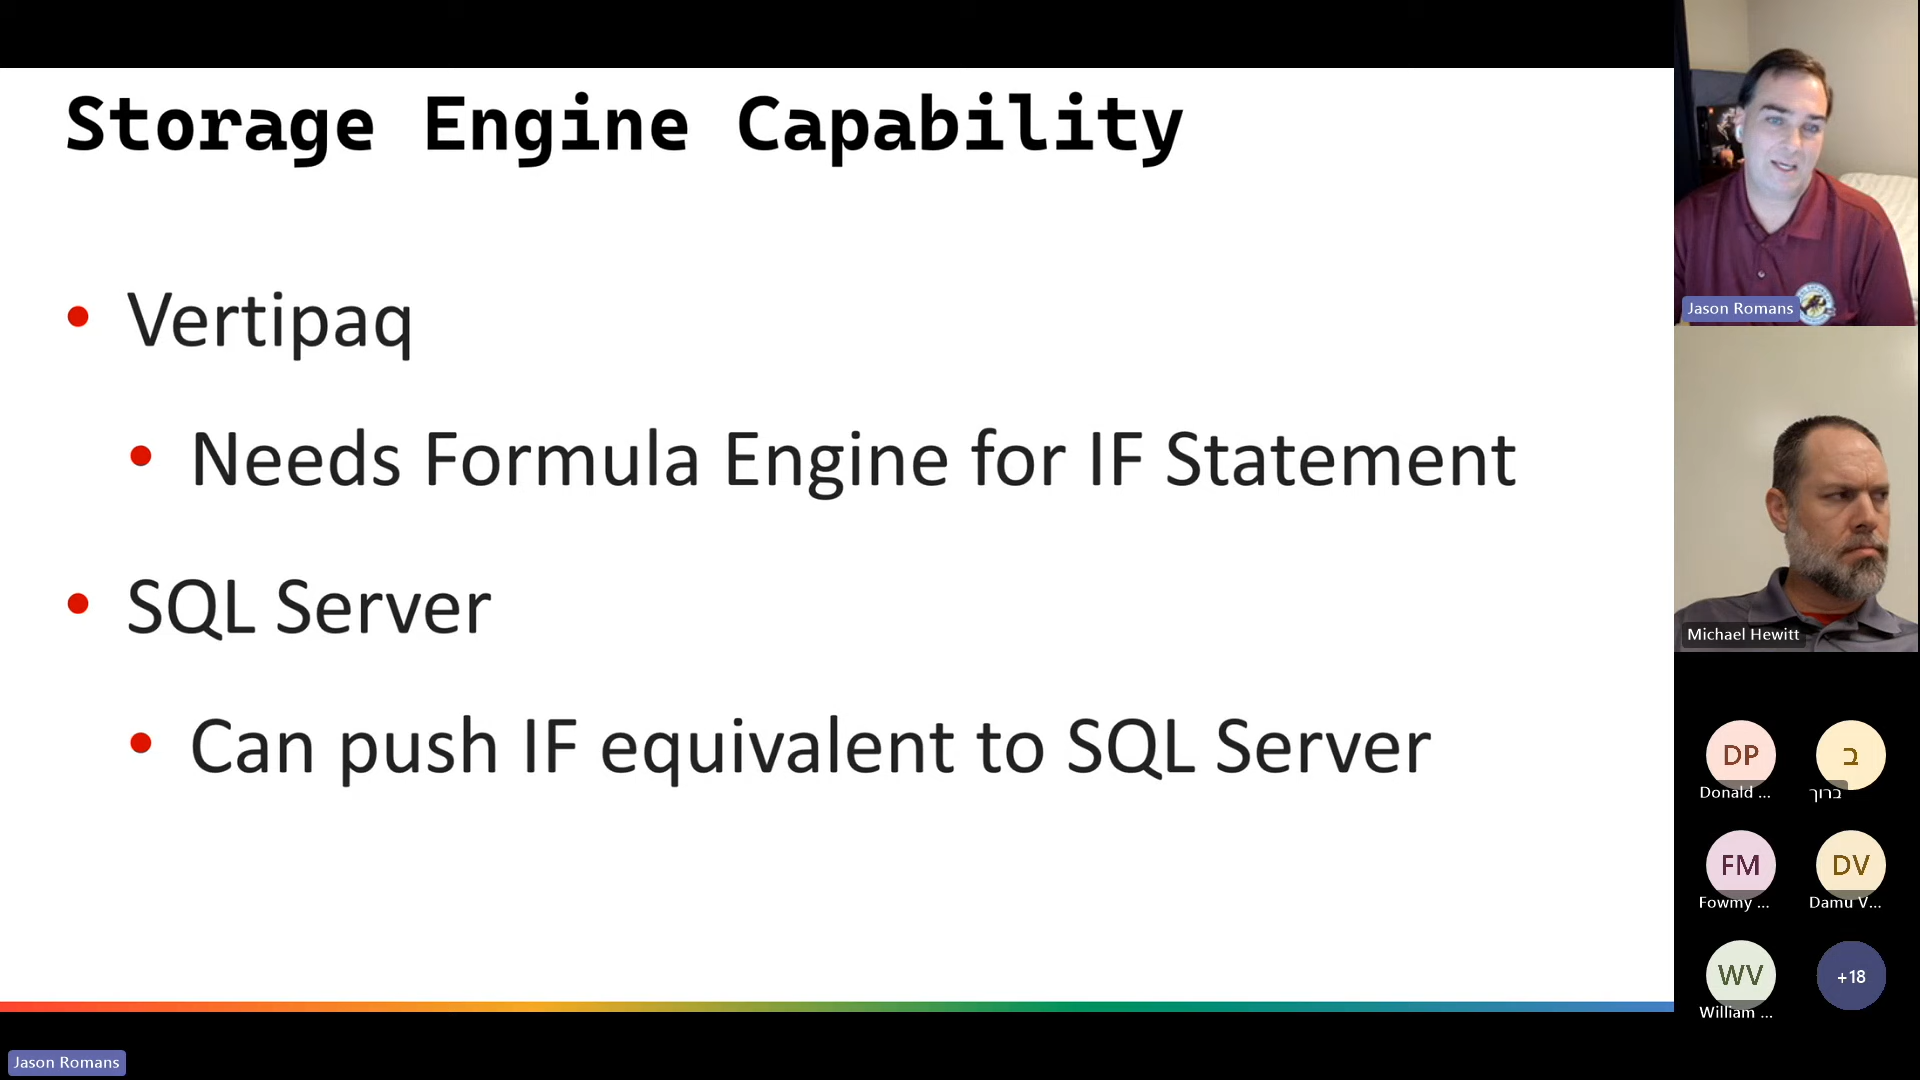 Storage Engine Capability
• Vertipaq
• Needs Formula Engine for IF Statement
• SQL Server
• Can push IF equivalent to SQL Server
Jason Romans
Michael Hewitt
DP
Donald ...
ב
ברוך
FM
Fowmy ...
DV
Damu V...
WV
William ...
+18
Jason Romans